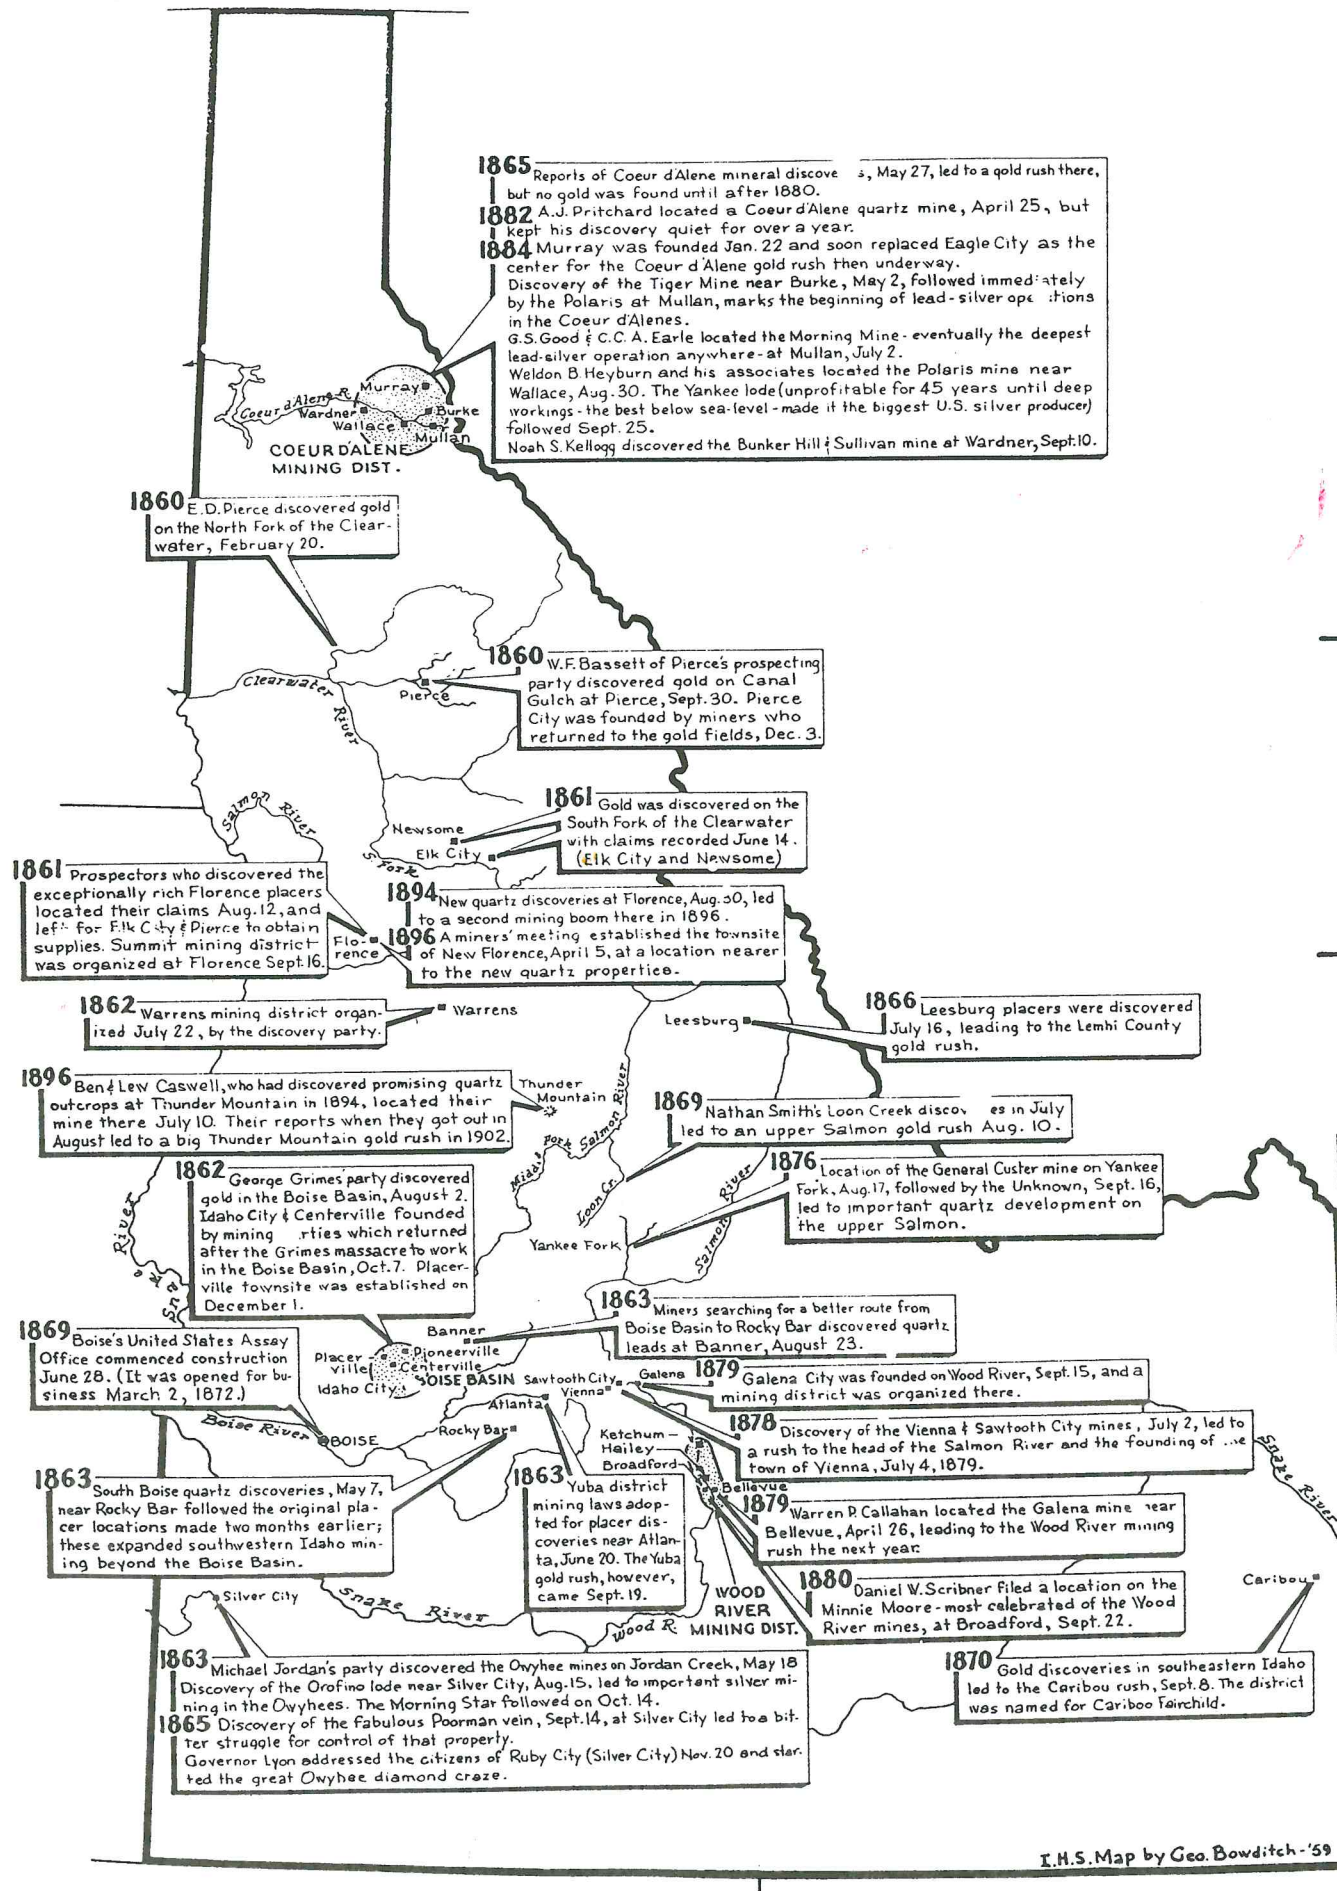 1865 Reports of Coeur d'Alene mineral discove s, May 27, led to a gold rush there,
but no gold was found until after 1880.
1882 A.J. Pritchard located a Coeur d'Alene quartz mine, April 25, but
kept his discovery quiet for over a year.
1884 Murray was founded Jan. 22 and soon replaced Eagle City as the
center for the Coeur d'Alene gold rush then underway.
Discovery of the Tiger Mine near Burke, May 2, followed immed ately
by the Polaris at Mullan, marks the beginning of lead-silver ope tions
in the Coeur d'Alenes.
G.S. Good & C.C. A. Earle located the Morning Mine - eventually the deepest
lead-silver operation anywhere - at Mullan, July 2.
Weldon B. Heyburn and his associates located the Polaris mine near
Wallace, Aug. 30. The Yankee lode (unprofitable for 45 years until deep
workings - the best below sea-level - made it the biggest U.S. silver producer)
followed Sept. 25.
Noah S. Kellogg discovered the Bunker Hill & Sullivan mine at Wardner, Sept. 10.
Murray
Coeur d'Alene R.
Wardner
Burke
Wallace
Mullan
COEUR D'ALENE
MINING DIST.
1860 E.D. Pierce discovered gold
on the North Fork of the Clear-
water, February 20.
1860 W.F. Bassett of Pierce's prospecting
party discovered gold on Canal
Gulch at Pierce, Sept. 30. Pierce
City was founded by miners who
returned to the gold fields, Dec. 3.
Clearwater River
Pierce
1861 Gold was discovered on the
South Fork of the Clearwater
with claims recorded June 14.
(Elk City and Newsome)
Salmon River
Newsome
Elk City
S. Fork
1861 Prospectors who discovered the
exceptionally rich Florence placers
located their claims Aug. 12, and
left for Elk City & Pierce to obtain
supplies. Summit mining district
was organized at Florence Sept. 16.
Flo-
rence
1894 New quartz discoveries at Florence, Aug. 30, led
to a second mining boom there in 1896.
1896 A miners' meeting established the townsite
of New Florence, April 5, at a location nearer
to the new quartz properties.
1862 Warrens mining district organ-
ized July 22, by the discovery party.
Warrens
Leesburg
1866 Leesburg placers were discovered
July 16, leading to the Lemhi County
gold rush.
1896 Ben & Lew Caswell, who had discovered promising quartz
outcrops at Thunder Mountain in 1894, located their
mine there July 10. Their reports when they got out in
August led to a big Thunder Mountain gold rush in 1902.
Thunder
Mountain
Middle Fork Salmon River
1869 Nathan Smith's Loon Creek discov es in July
led to an upper Salmon gold rush Aug. 10.
1862 George Grimes' party discovered
gold in the Boise Basin, August 2.
Idaho City & Centerville founded
by mining rties which returned
after the Grimes massacre to work
in the Boise Basin, Oct. 7. Placer-
ville townsite was established on
December 1.
1876 Location of the General Custer mine on Yankee
Fork, Aug. 17, followed by the Unknown, Sept. 16,
led to important quartz development on
the upper Salmon.
Loon Cr.
Yankee Fork
Salmon River
Snake River
1863 Miners searching for a better route from
Boise Basin to Rocky Bar discovered quartz
leads at Banner, August 23.
1869 Boise's United States Assay
Office commenced construction
June 28. (It was opened for bu-
siness March 2, 1872.)
Banner
Pioneerville
Placer
ville
Centerville
Idaho City
BOISE BASIN
Sawtooth City
Vienna
Galena
1879 Galena City was founded on Wood River, Sept. 15, and a
mining district was organized there.
Atlanta
Boise River
BOISE
Rocky Bar
Ketchum
Hailey
Broadford
Bellevue
1878 Discovery of the Vienna & Sawtooth City mines, July 2, led to
a rush to the head of the Salmon River and the founding of e
town of Vienna, July 4, 1879.
Snake River
1863 South Boise quartz discoveries, May 7,
near Rocky Bar followed the original pla-
cer locations made two months earlier;
these expanded southwestern Idaho min-
ing beyond the Boise Basin.
1863 Yuba district
mining laws adop-
ted for placer dis-
coveries near Atlan-
ta, June 20. The Yuba
gold rush, however,
came Sept. 19.
1879 Warren P. Callahan located the Galena mine near
Bellevue, April 26, leading to the Wood River mining
rush the next year.
1880 Daniel W. Scribner filed a location on the
Minnie Moore - most celebrated of the Wood
River mines, at Broadford, Sept. 22.
Silver City
Snake River
Wood R.
WOOD
RIVER
MINING DIST.
Caribou
1863 Michael Jordan's party discovered the Owyhee mines on Jordan Creek, May 18
Discovery of the Orofino lode near Silver City, Aug. 15, led to important silver mi-
ning in the Owyhees. The Morning Star followed on Oct. 14.
1865 Discovery of the fabulous Poorman vein, Sept. 14, at Silver City led to a bit-
ter struggle for control of that property.
Governor Lyon addressed the citizens of Ruby City (Silver City) Nov. 20 and star-
ted the great Owyhee diamond craze.
1870 Gold discoveries in southeastern Idaho
led to the Caribou rush, Sept. 8. The district
was named for Cariboo Fairchild.
I.H.S. Map by Geo. Bowditch - '59